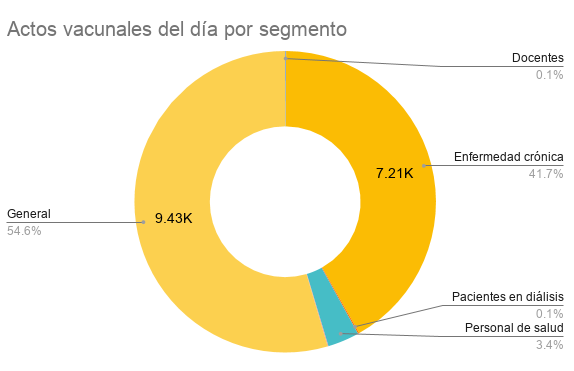 Actos vacunales del día por segmento
Docentes
0.1%
Enfermedad crónica
41.7%
7.21K
General
54.6%
9.43K
Pacientes en diálisis
0.1%
Personal de salud
3.4%